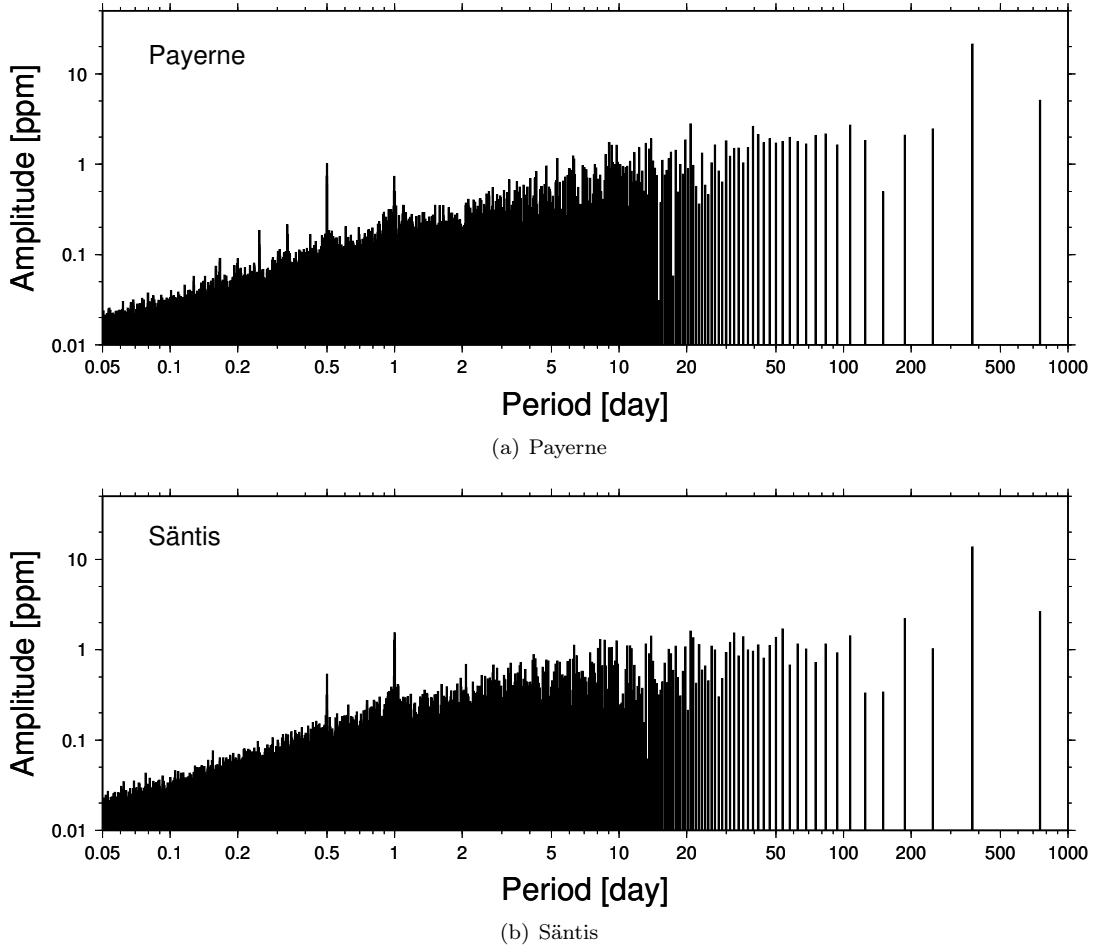 Payerne
Amplitude [ppm]
10
1
0.1
0.01
0.05 0.1 0.2 0.5 1 2 5 10 20 50 100 200 500 1000
Period [day]
(a) Payerne
Säntis
Amplitude [ppm]
10
1
0.1
0.01
0.05 0.1 0.2 0.5 1 2 5 10 20 50 100 200 500 1000
Period [day]
(b) Säntis